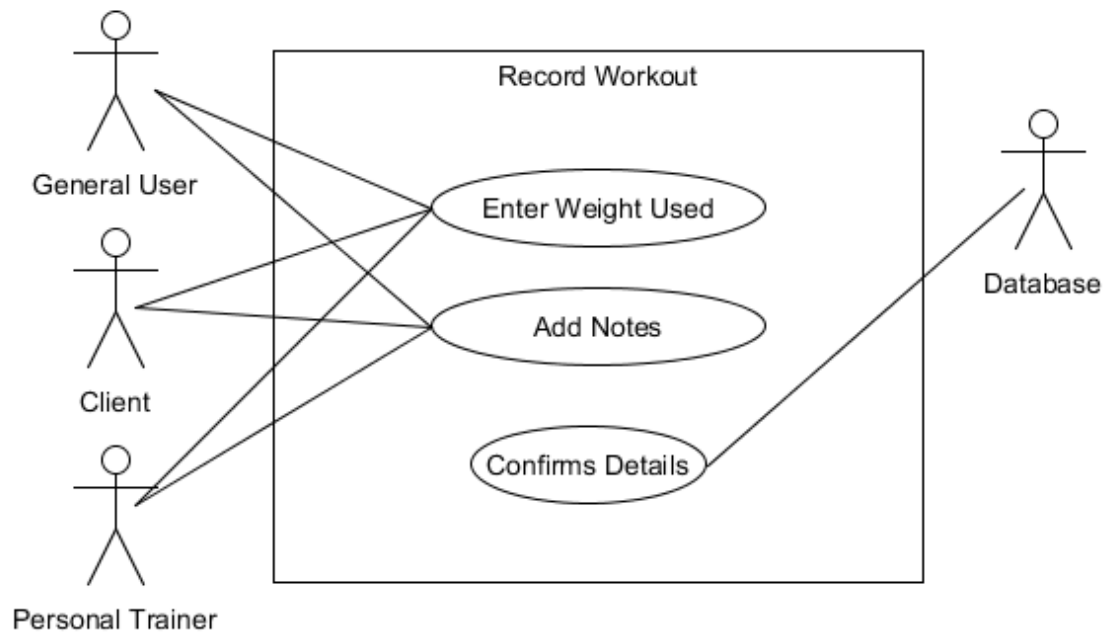 Record Workout
General User
Enter Weight Used
Database
Add Notes
Client
Confirms Details
Personal Trainer